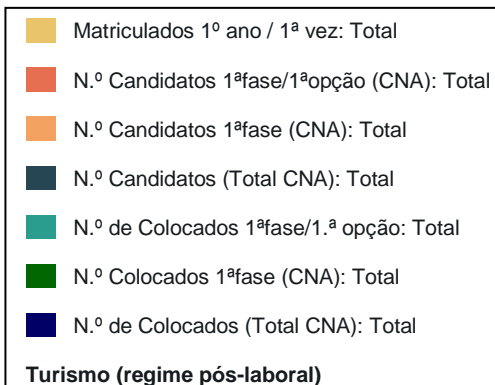 Matriculados 1º ano / 1ª vez: Total
N.º Candidatos 1ªfase/1ªopção (CNA): Total
N.º Candidatos 1ªfase (CNA): Total
N.º Candidatos (Total CNA): Total
N.º de Colocados 1ªfase/1.ª opção: Total
N.º Colocados 1ªfase (CNA): Total
N.º de Colocados (Total CNA): Total
Turismo (regime pós-laboral)